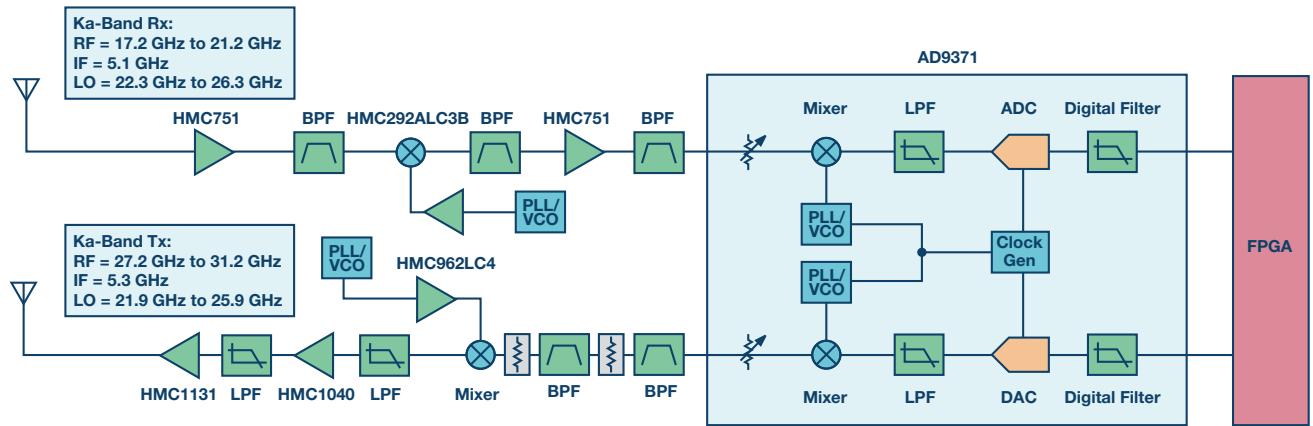 Ka-Band Rx:
RF = 17.2 GHz to 21.2 GHz
IF = 5.1 GHz
LO = 22.3 GHz to 26.3 GHz
AD9371
HMC751
BPF
HMC292ALC3B
BPF
HMC751
BPF
Mixer
LPF
ADC
Digital Filter
PLL/
VCO
PLL/
VCO
Clock
Gen
FPGA
Ka-Band Tx:
RF = 27.2 GHz to 31.2 GHz
IF = 5.3 GHz
LO = 21.9 GHz to 25.9 GHz
PLL/
VCO
HMC962LC4
PLL/
VCO
HMC1131
LPF
HMC1040
LPF
Mixer
BPF
BPF
Mixer
LPF
DAC
Digital Filter